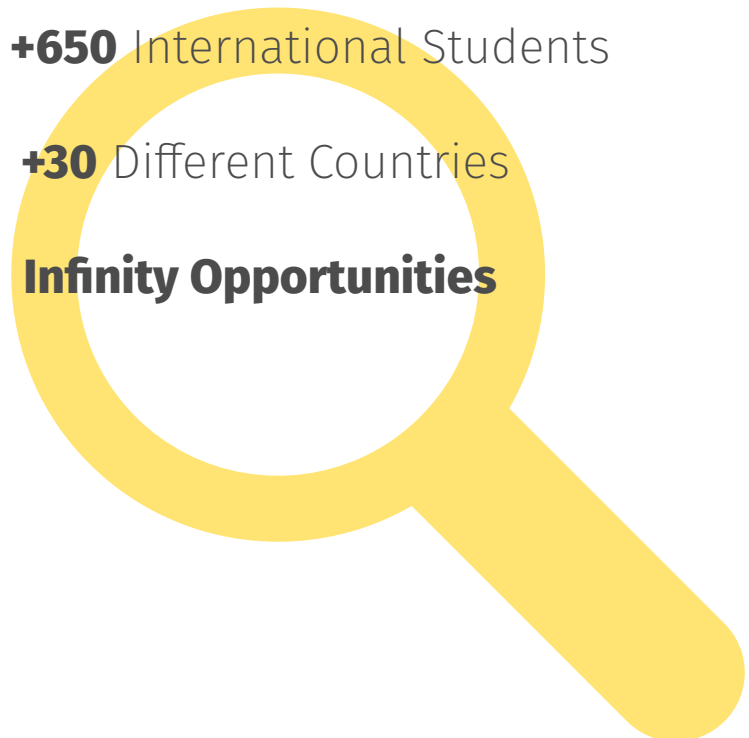 +650 International Students
+30 Different Countries
Infinity Opportunities